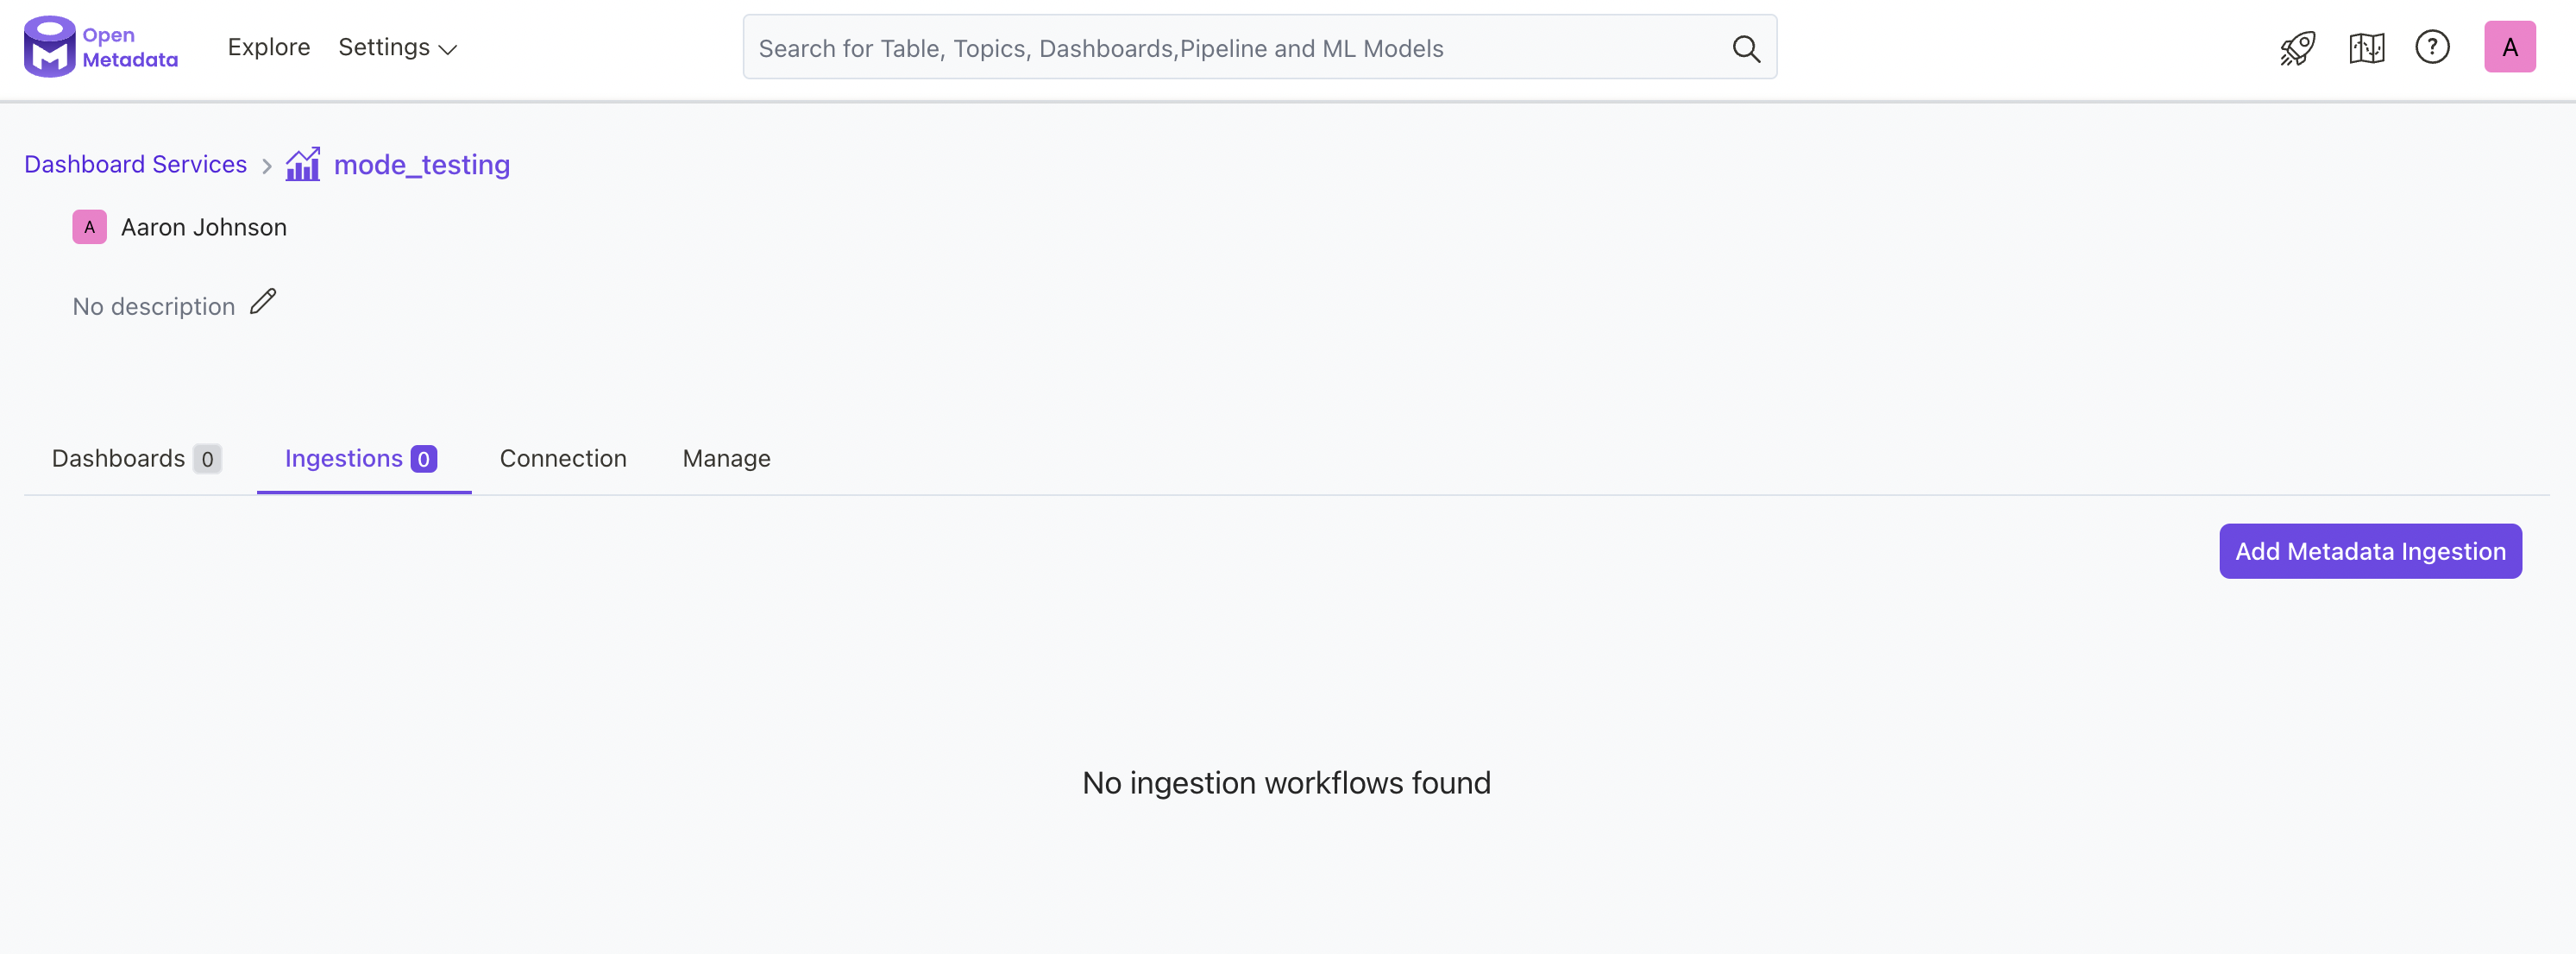 Open
Metadata
Explore Settings
Search for Table, Topics, Dashboards,Pipeline and ML Models
?
A
Dashboard Services > mode_testing
A Aaron Johnson
No description
Dashboards 0 Ingestions 0 Connection Manage
Add Metadata Ingestion
No ingestion workflows found